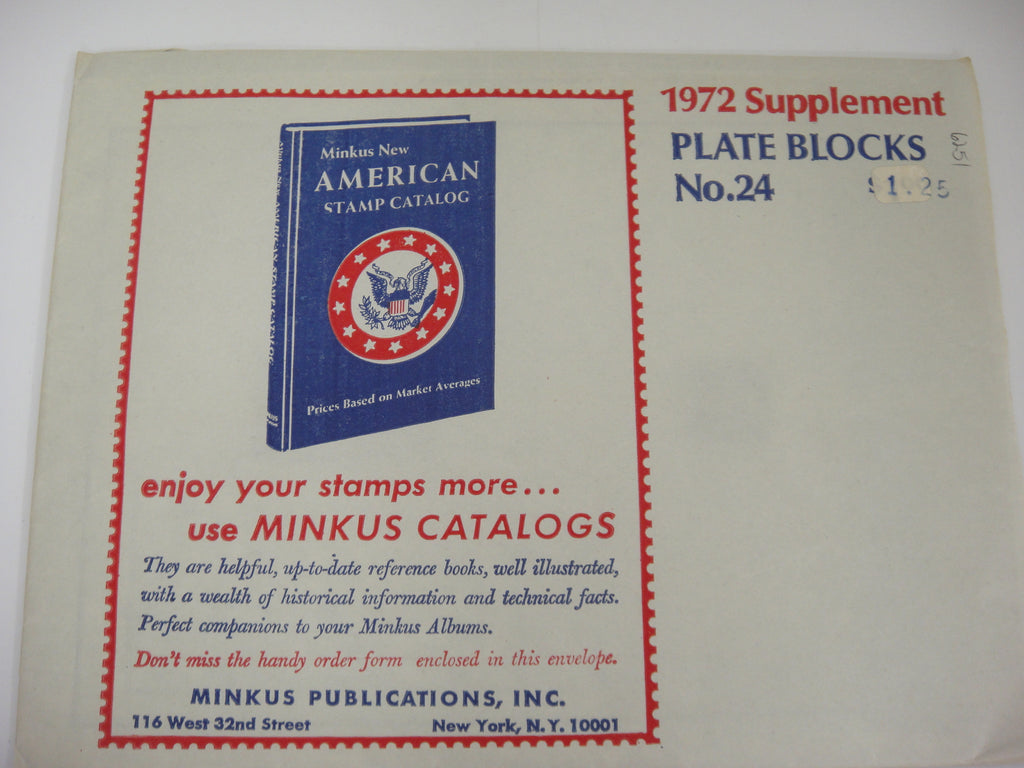 1972 Supplement
PLATE BLOCKS
No.24 $1.25
Minkus New
AMERICAN
STAMP CATALOG
Prices Based on Market Averages
enjoy your stamps more...
use MINKUS CATALOGS
They are helpful, up-to-date reference books, well illustrated,
with a wealth of historical information and technical facts.
Perfect companions to your Minkus Albums.
Don't miss the handy order form enclosed in this envelope.
MINKUS PUBLICATIONS, INC.
116 West 32nd Street New York, N.Y. 10001